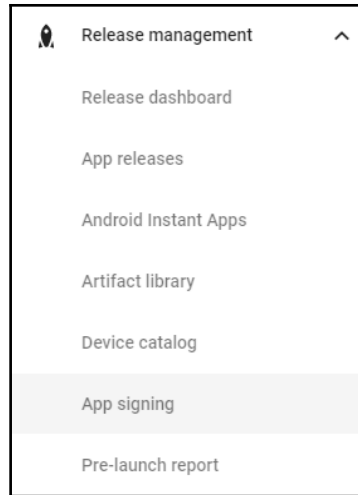 Release management
Release dashboard
App releases
Android Instant Apps
Artifact library
Device catalog
App signing
Pre-launch report